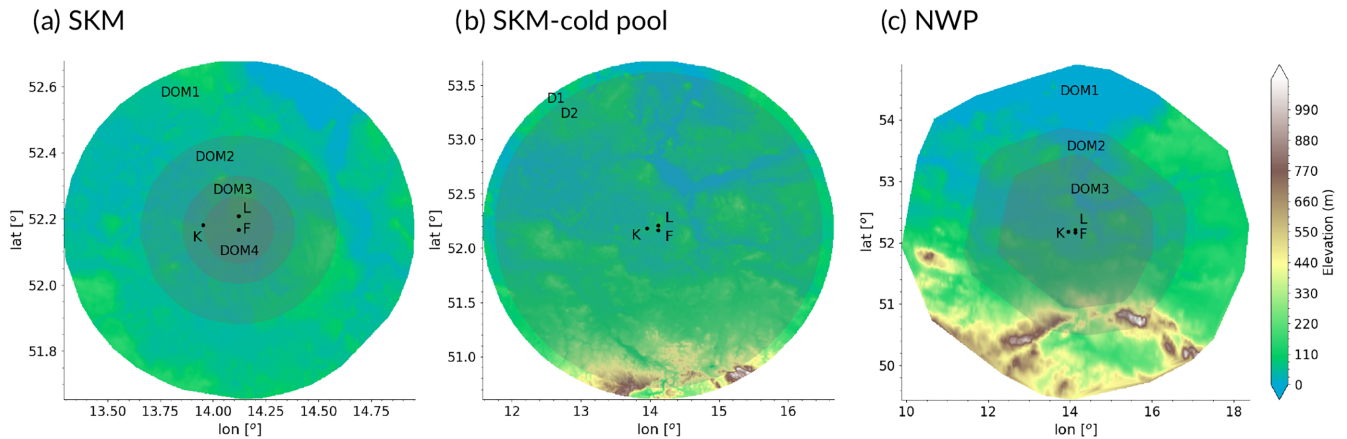 (a) SKM
(b) SKM-cold pool
(c) NWP
DOM1
DOM2
DOM3
L
K
F
DOM4
52.6
52.4
52.2
52.0
51.8
lat [°]
13.50 13.75 14.00 14.25 14.50 14.75
lon [°]
D1
D2
L
K
F
53.5
53.0
52.5
52.0
51.5
51.0
lat [°]
12 13 14 15 16
lon [°]
DOM1
DOM2
DOM3
L
K
F
54
53
52
51
50
lat [°]
10 12 14 16 18
lon [°]
990
880
770
660
550
440
330
220
110
0
Elevation (m)